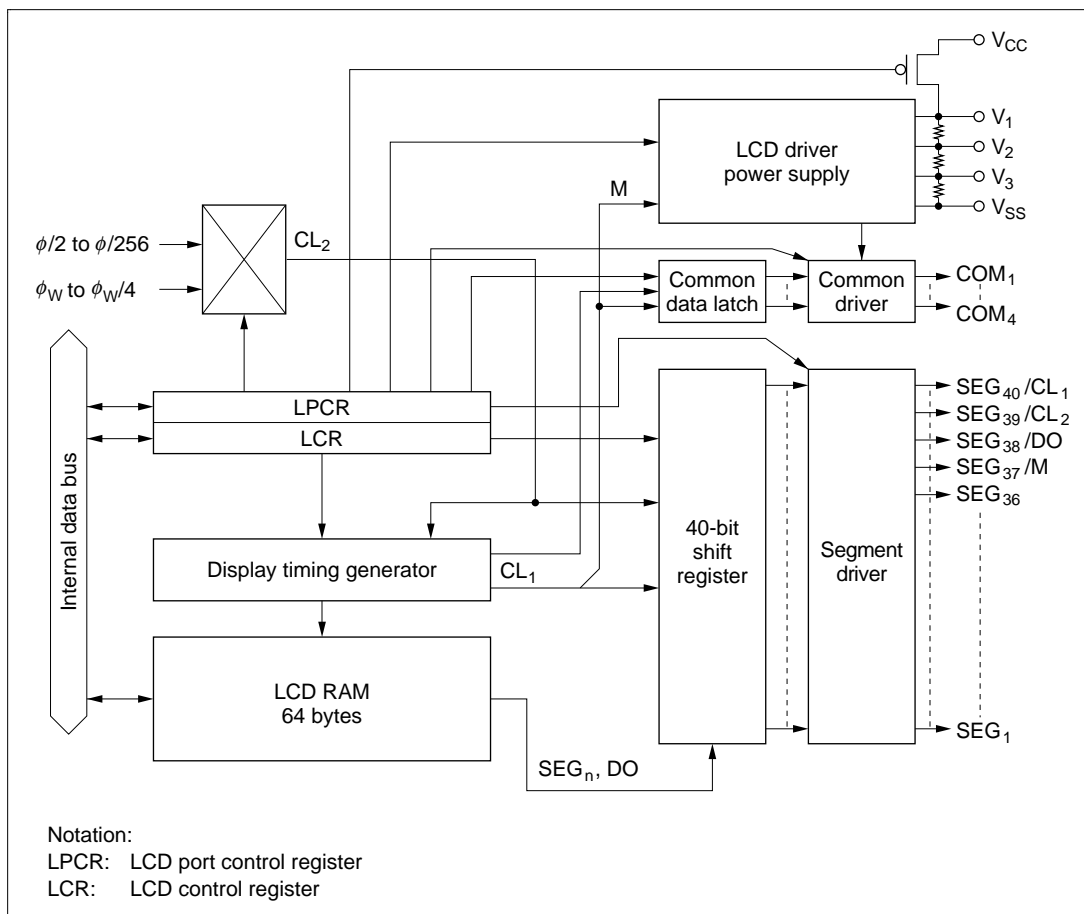 V_CC
V_1
V_2
V_3
V_SS
LCD driver
power supply
M
ϕ/2 to ϕ/256
ϕ_W to ϕ_W/4
CL_2
Common
data latch
Common
driver
COM_1
COM_4
Internal data bus
LPCR
LCR
Display timing generator
CL_1
LCD RAM
64 bytes
SEG_n, DO
40-bit
shift
register
Segment
driver
SEG_40/CL_1
SEG_39/CL_2
SEG_38/DO
SEG_37/M
SEG_36
SEG_1
Notation:
LPCR: LCD port control register
LCR: LCD control register